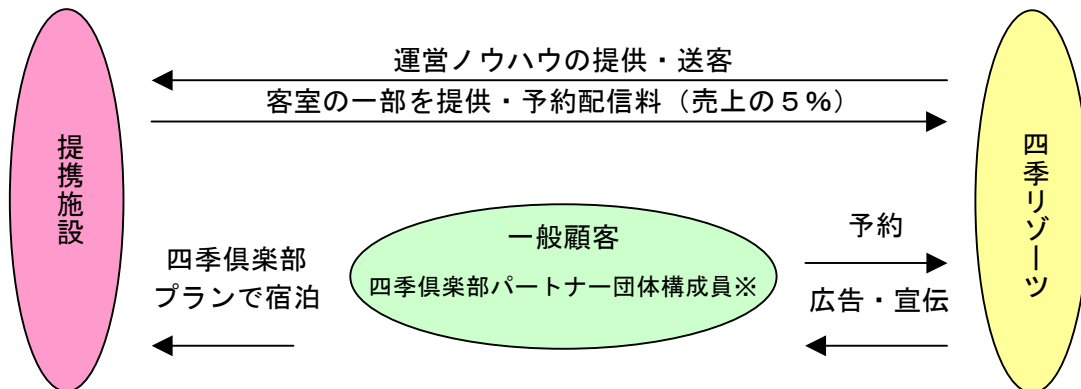 運営ノウハウの提供・送客
客室の一部を提供・予約配信料(売上の5%)
提携施設
四季リゾーツ
一般顧客
四季倶楽部パートナー団体構成員※
四季倶楽部
プランで宿泊
予約
広告・宣伝